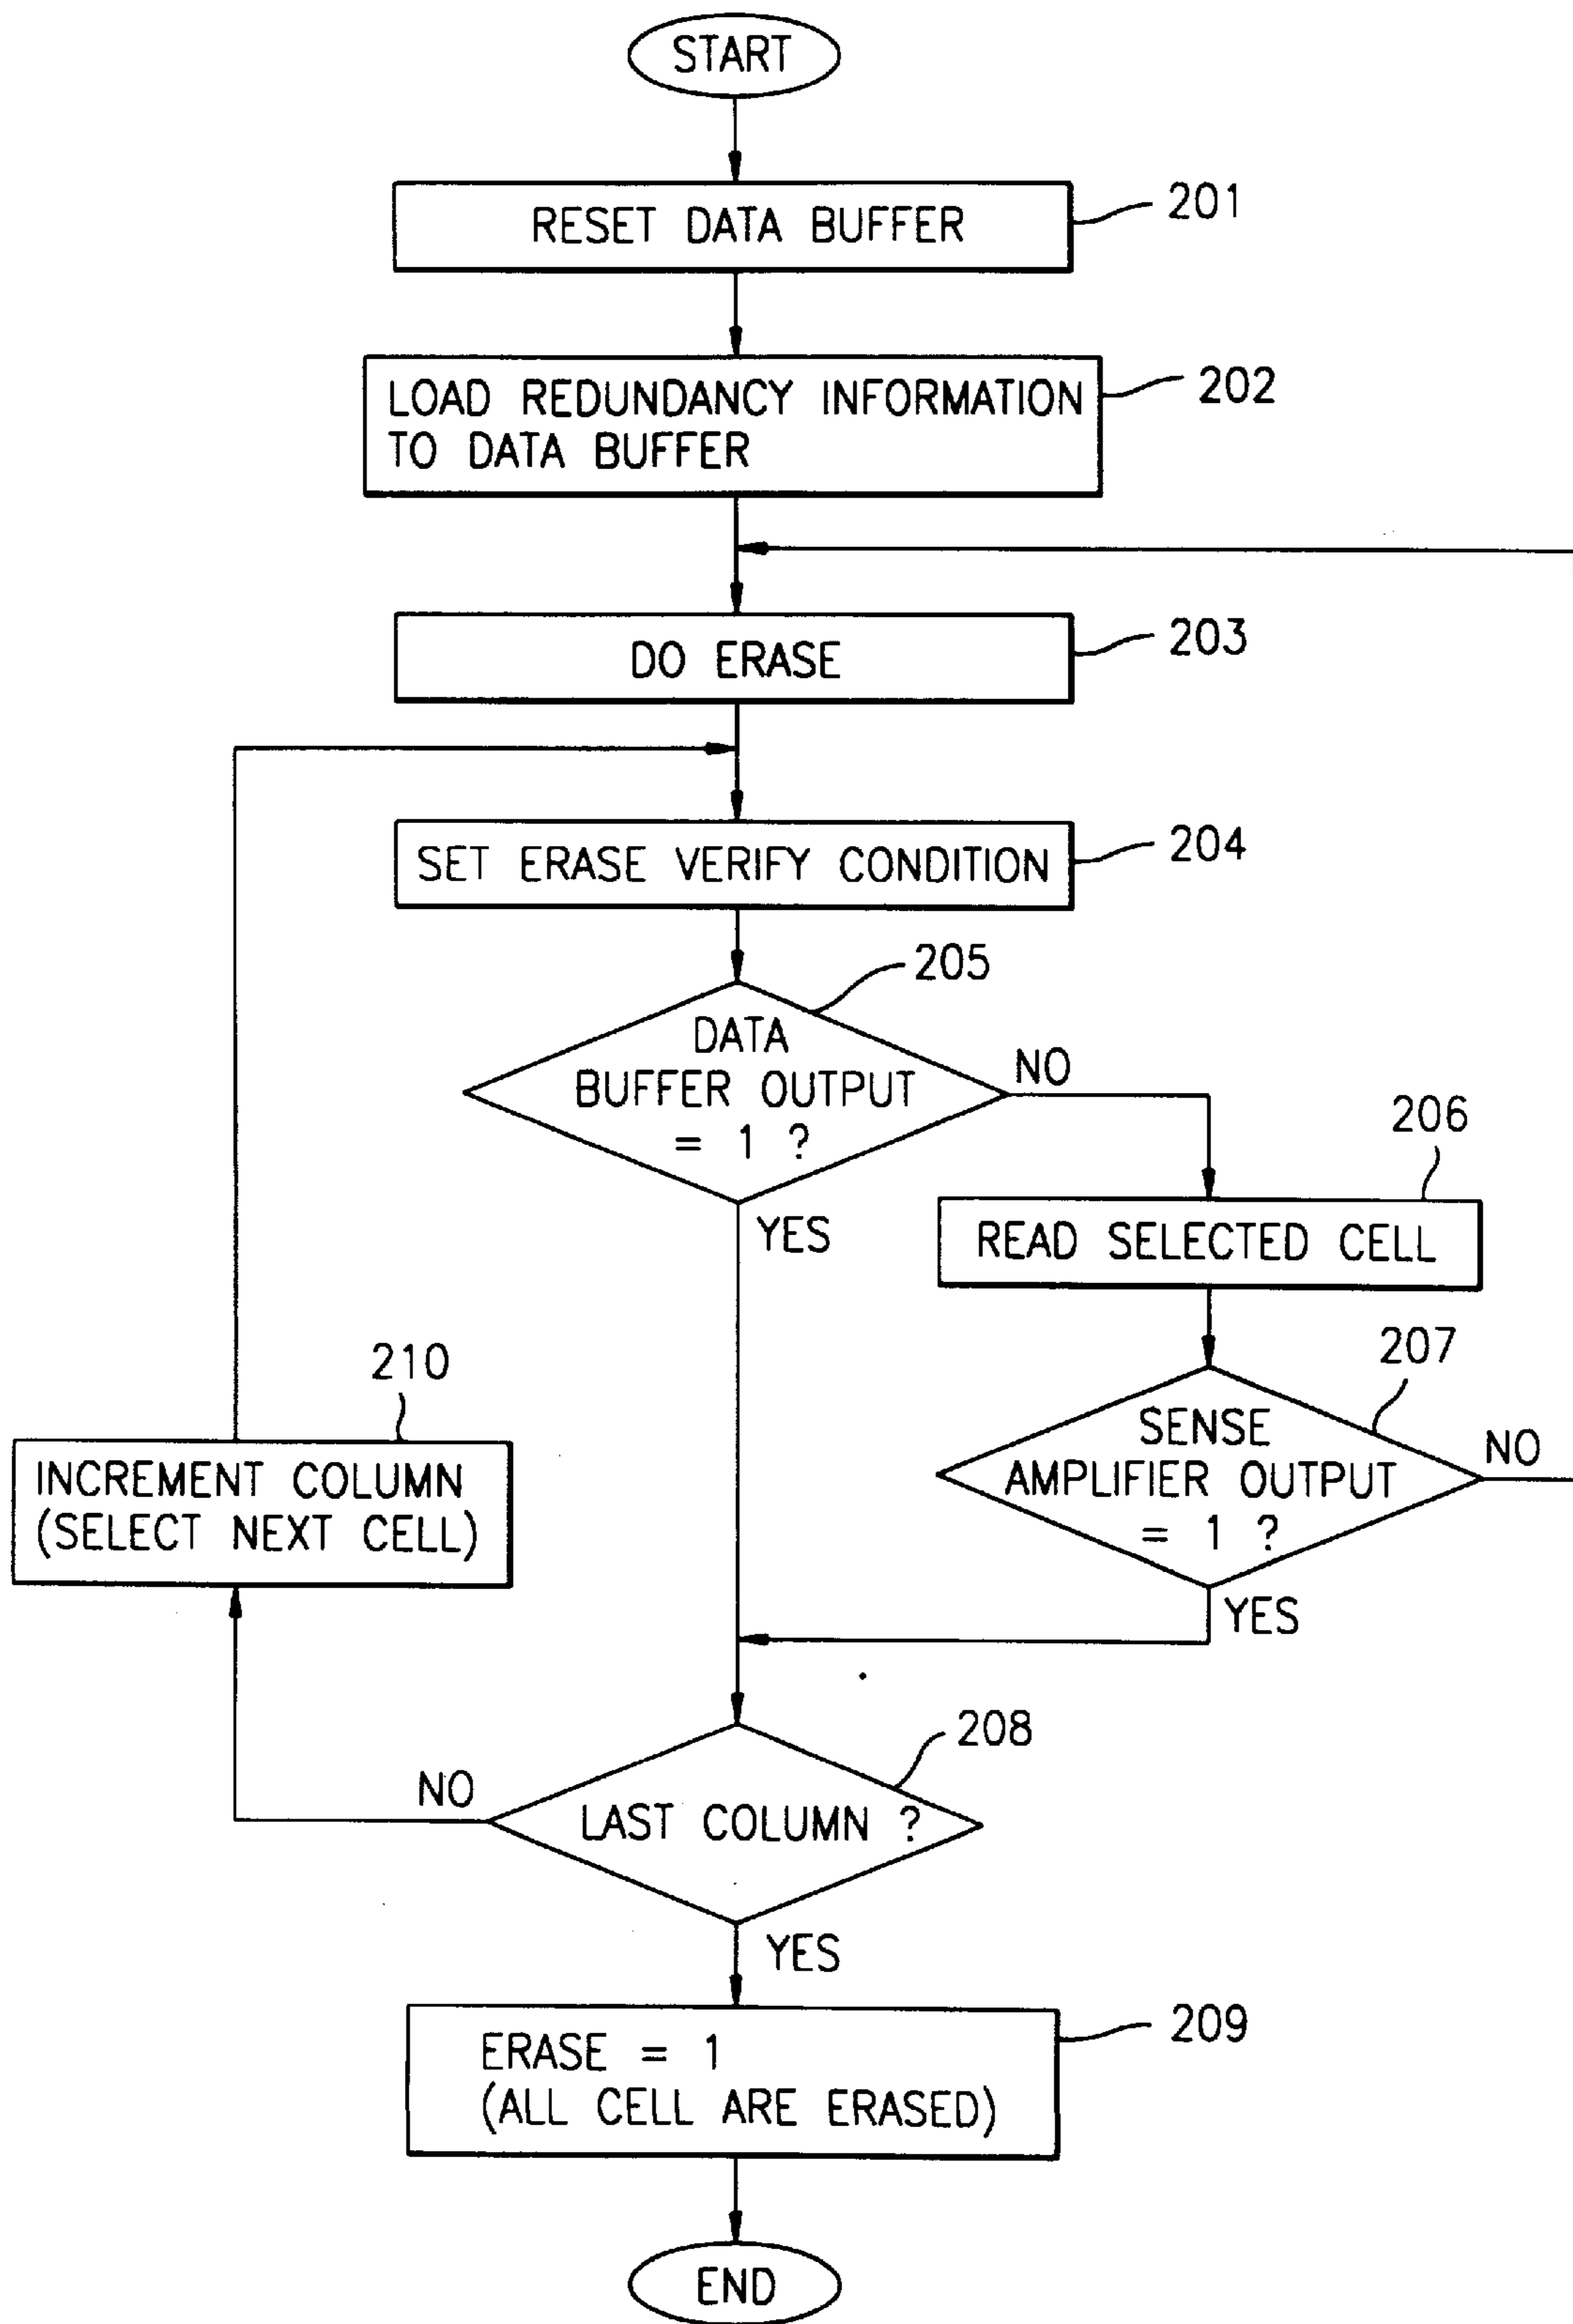 START
RESET DATA BUFFER
201
LOAD REDUNDANCY INFORMATION
TO DATA BUFFER
202
DO ERASE
203
SET ERASE VERIFY CONDITION
204
205
DATA
BUFFER OUTPUT
= 1 ?
NO
YES
206
READ SELECTED CELL
207
SENSE
AMPLIFIER OUTPUT
= 1 ?
NO
YES
210
INCREMENT COLUMN
(SELECT NEXT CELL)
208
LAST COLUMN ?
NO
YES
209
ERASE = 1
(ALL CELL ARE ERASED)
END